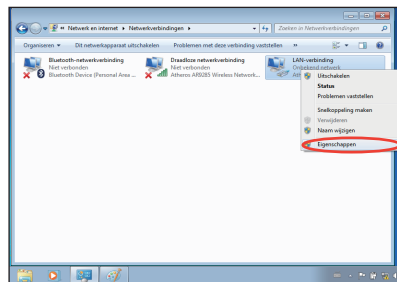 « Netwerk en internet ▸ Netwerkverbindingen ▸
Zoeken in Netwerkverbindingen
Organiseren Dit netwerkapparaat uitschakelen Problemen met deze verbinding vaststellen »
Bluetooth-netwerkverbinding
Niet verbonden
Bluetooth Device (Personal Area ...
Draadloze netwerkverbinding
Niet verbonden
Atheros AR9285 Wireless Network...
LAN-verbinding
Onbekend netwerk
Uitschakelen
Status
Problemen vaststellen
Snelkoppeling maken
Verwijderen
Naam wijzigen
Eigenschappen